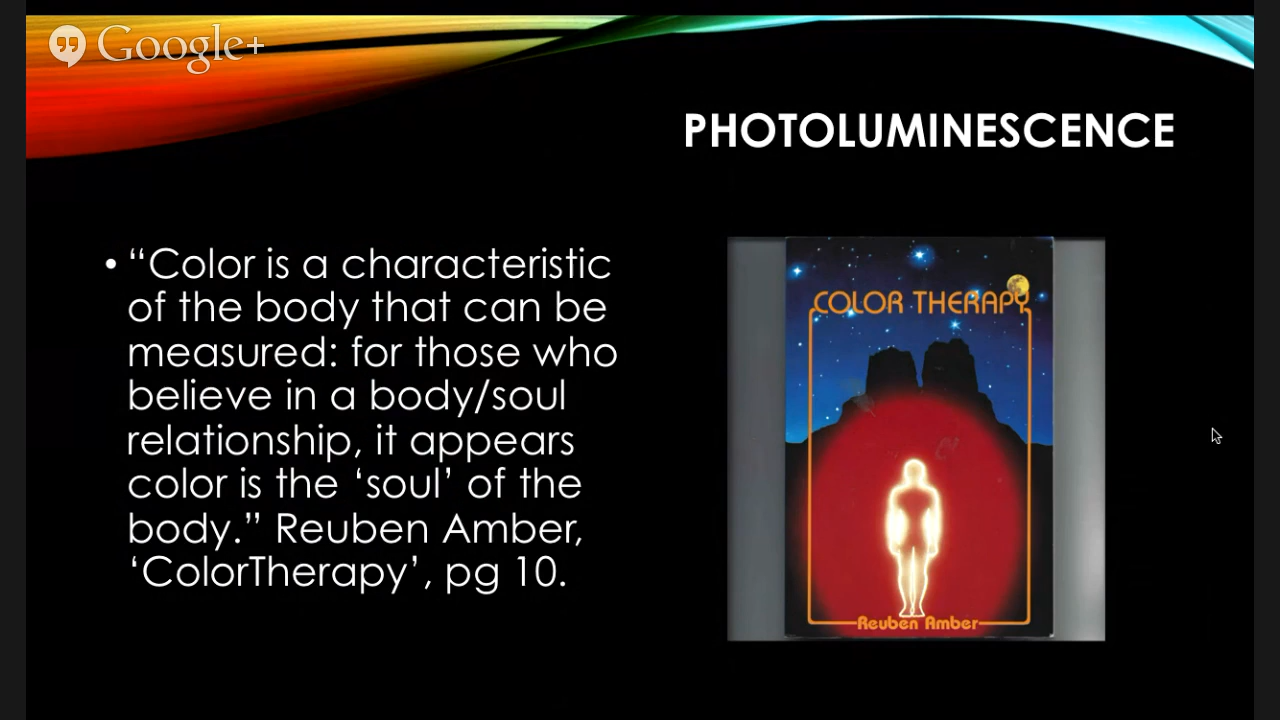 Google+
PHOTOLUMINESCENCE
• “Color is a characteristic
of the body that can be
measured: for those who
believe in a body/soul
relationship, it appears
color is the ‘soul’ of the
body.” Reuben Amber,
‘ColorTherapy’, pg 10.
COLOR THERAPY
Reuben Amber